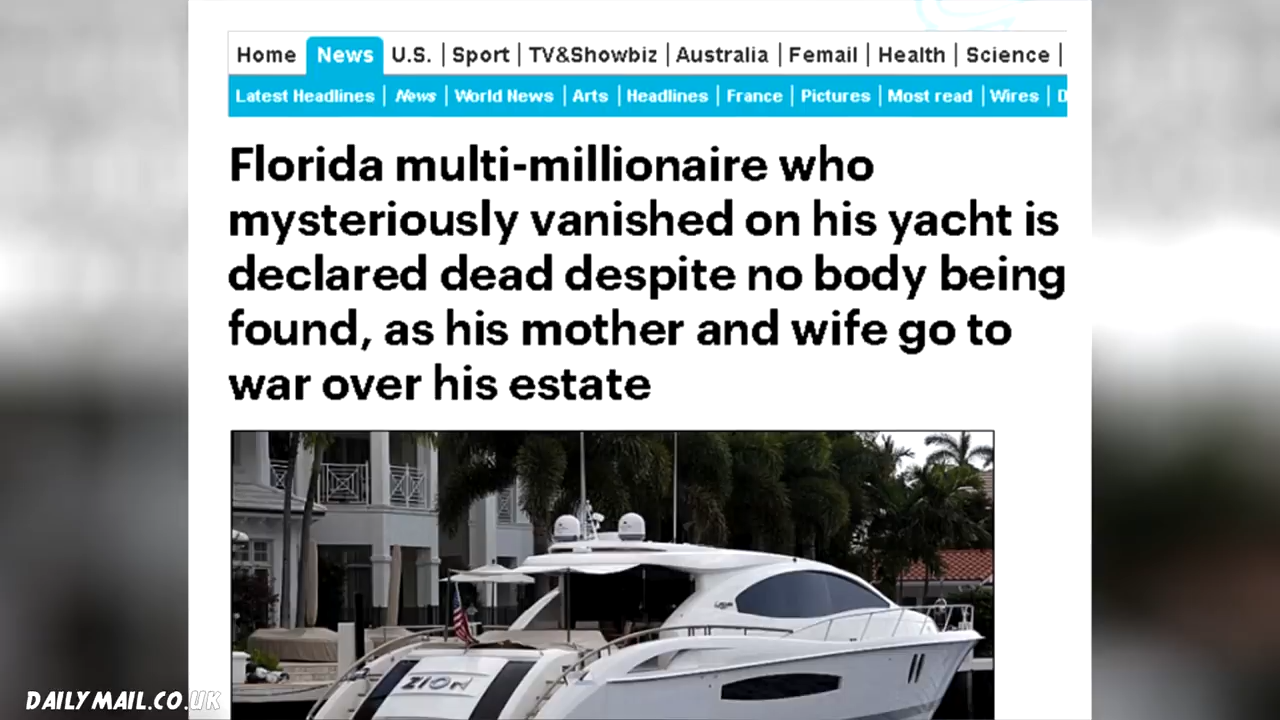 Home News U.S. Sport TV&Showbiz Australia Femail Health Science
Latest Headlines News World News Arts Headlines France Pictures Most read Wires D
Florida multi-millionaire who
mysteriously vanished on his yacht is
declared dead despite no body being
found, as his mother and wife go to
war over his estate
ZION
DAILYMAIL.CO.UK